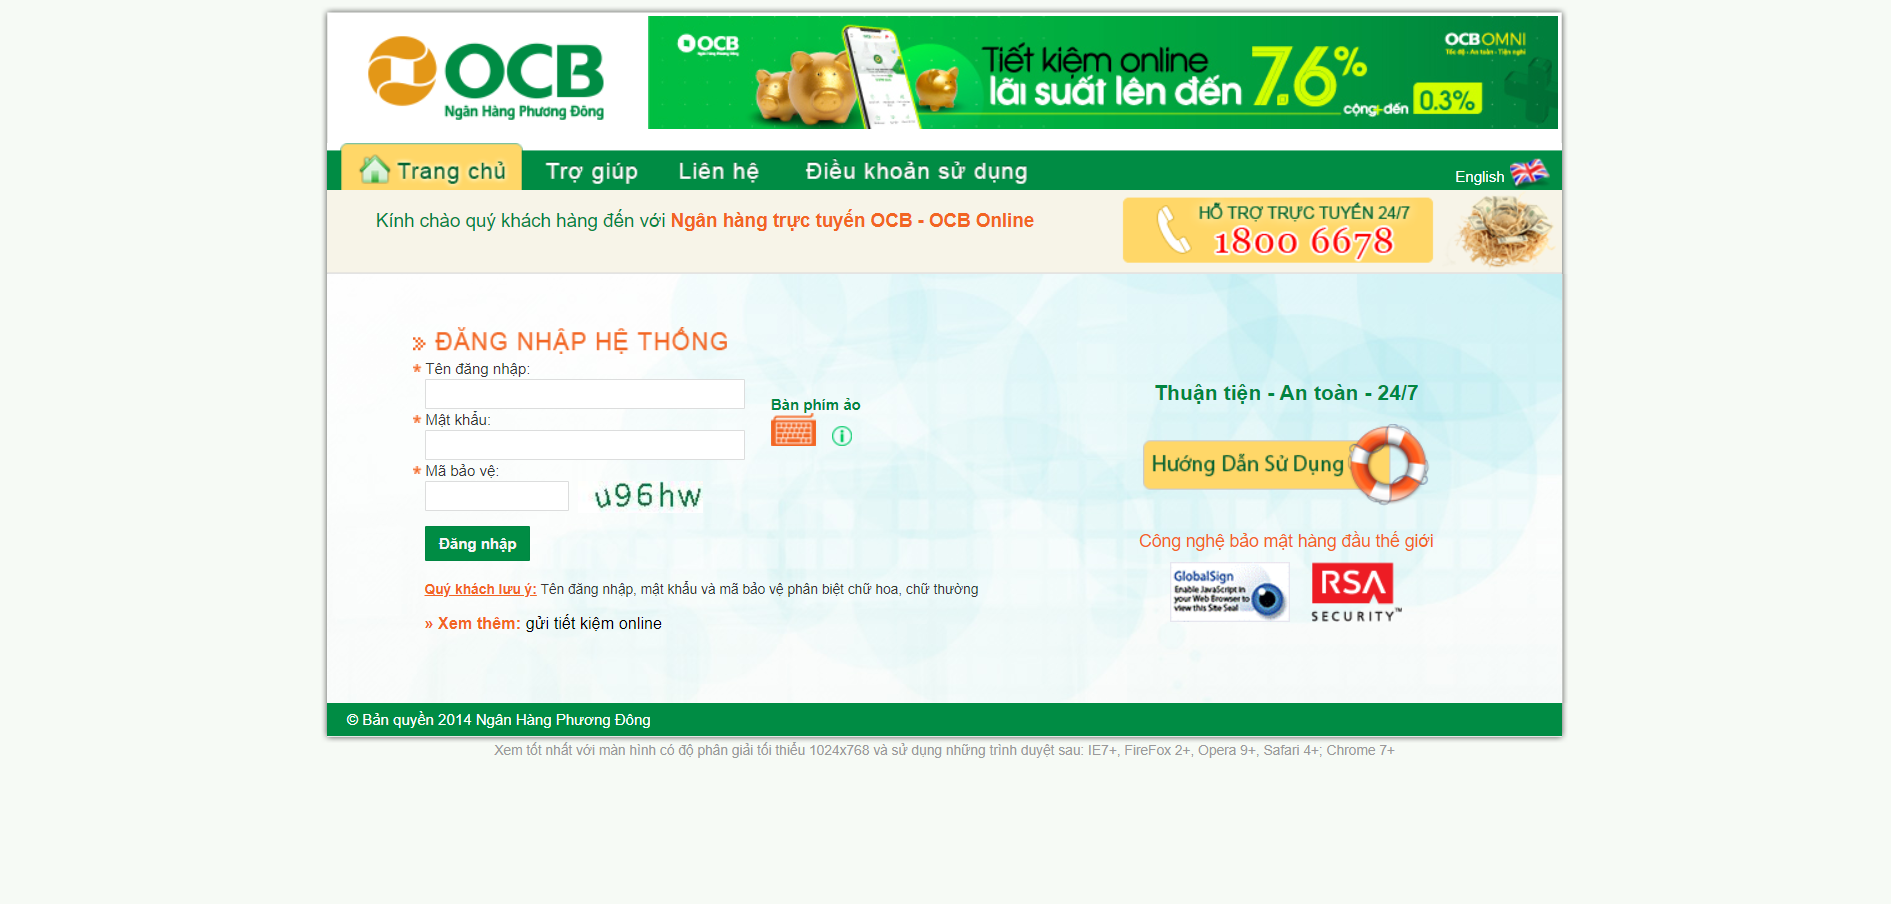 OCB
Ngân Hàng Phương Đông
OCB
Tiết kiệm online
lãi suất lên đến 7.6%
cộng đến 0.3%
OCB OMNI
Tốc độ - An toàn - Tiện nghi
Trang chủ
Trợ giúp
Liên hệ
Điều khoản sử dụng
English
Kính chào quý khách hàng đến với Ngân hàng trực tuyến OCB - OCB Online
HỖ TRỢ TRỰC TUYẾN 24/7
1800 6678
ĐĂNG NHẬP HỆ THỐNG
* Tên đăng nhập:
* Mật khẩu:
Bàn phím ảo
* Mã bảo vệ:
u96hw
Đăng nhập
Quý khách lưu ý: Tên đăng nhập, mật khẩu và mã bảo vệ phân biệt chữ hoa, chữ thường
» Xem thêm: gửi tiết kiệm online
Thuận tiện - An toàn - 24/7
Hướng Dẫn Sử Dụng
Công nghệ bảo mật hàng đầu thế giới
GlobalSign
Enable JavaScript in
your Web Browser to
view this Site Seal
RSA
SECURITY™
© Bản quyền 2014 Ngân Hàng Phương Đông
Xem tốt nhất với màn hình có độ phân giải tối thiểu 1024x768 và sử dụng những trình duyệt sau: IE7+, FireFox 2+, Opera 9+, Safari 4+; Chrome 7+